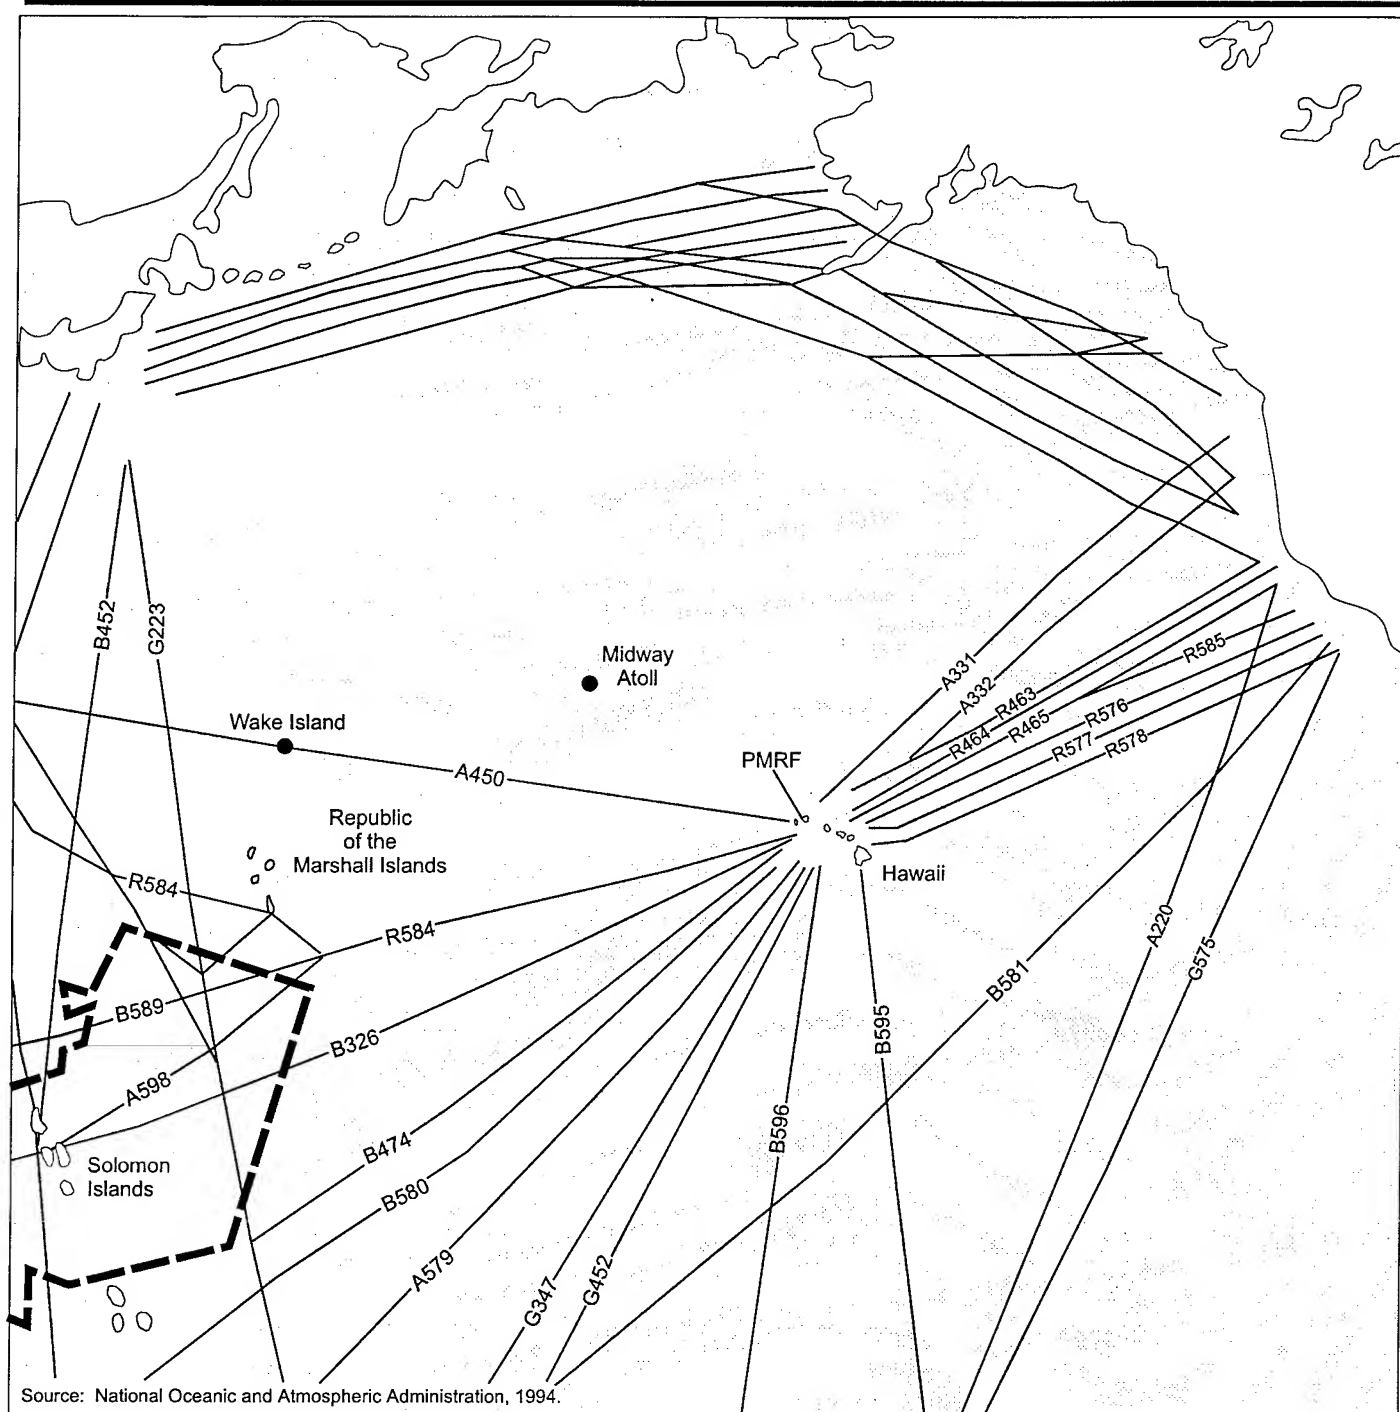 B452
G223
Midway
Atoll
Wake Island
A450
A331
A332
R463
R464
R465
R585
R576
R577
R578
PMRF
Republic
of the
Marshall Islands
Hawaii
R584
R584
B589
B326
A598
A220
G575
B581
B595
B596
B474
B580
Solomon
Islands
A579
G347
G452
Source: National Oceanic and Atmospheric Administration, 1994.